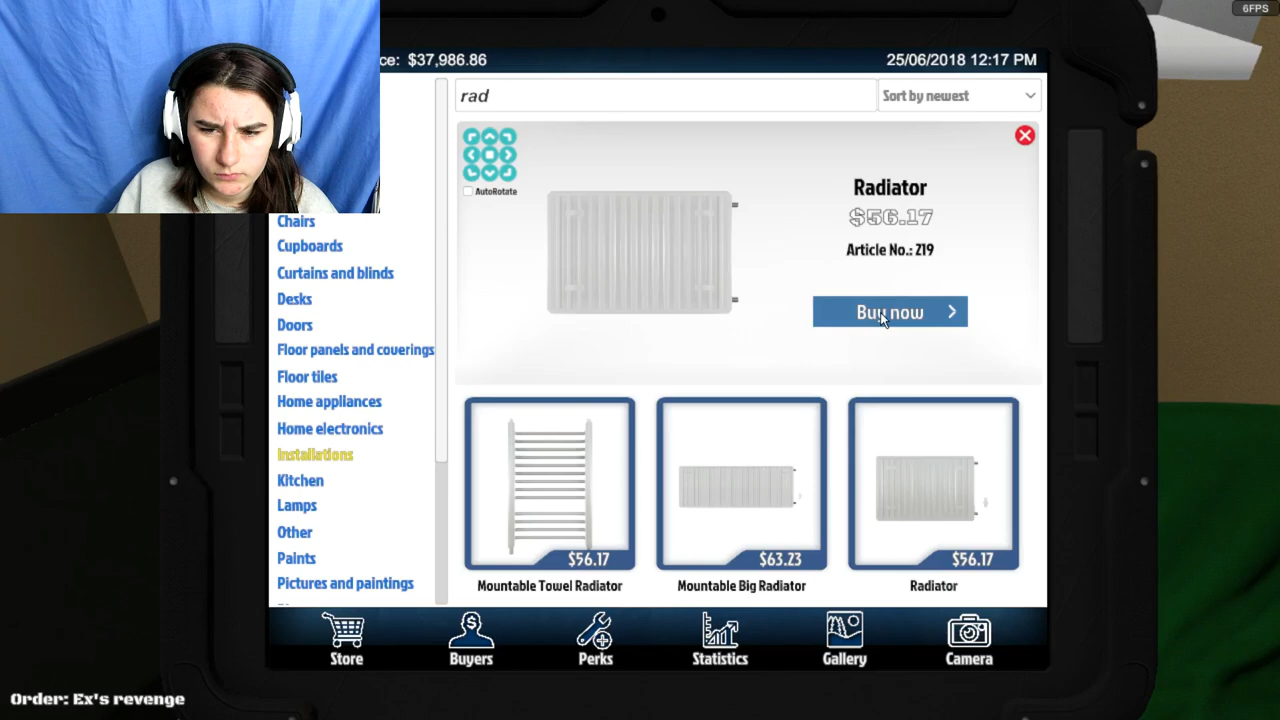 6FPS
ce: $37,986.86
25/06/2018 12:17 PM
rad
Sort by newest
AutoRotate
Radiator
$56.17
Article No.: Z19
Buy now
Chairs
Cupboards
Curtains and blinds
Desks
Doors
Floor panels and coverings
Floor tiles
Home appliances
Home electronics
Installations
Kitchen
Lamps
Other
Paints
Pictures and paintings
$56.17
$63.23
$56.17
Mountable Towel Radiator
Mountable Big Radiator
Radiator
Store
Buyers
Perks
Statistics
Gallery
Camera
Order: Ex's revenge